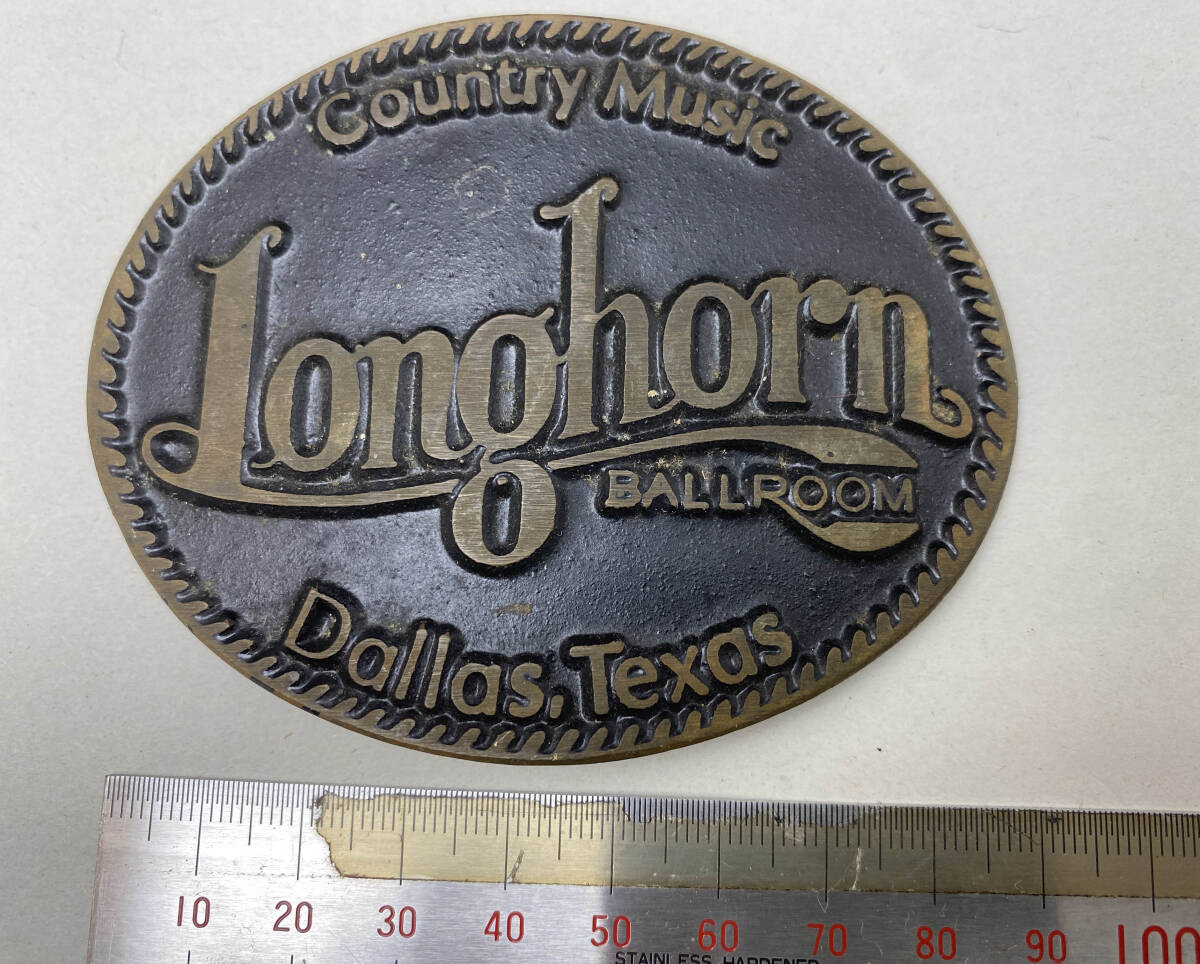 Country Music
Longhorn
BALLROOM
Dallas, Texas
10 20 30 40 50 60 70 80 90 100
STAINLESS HARDENED